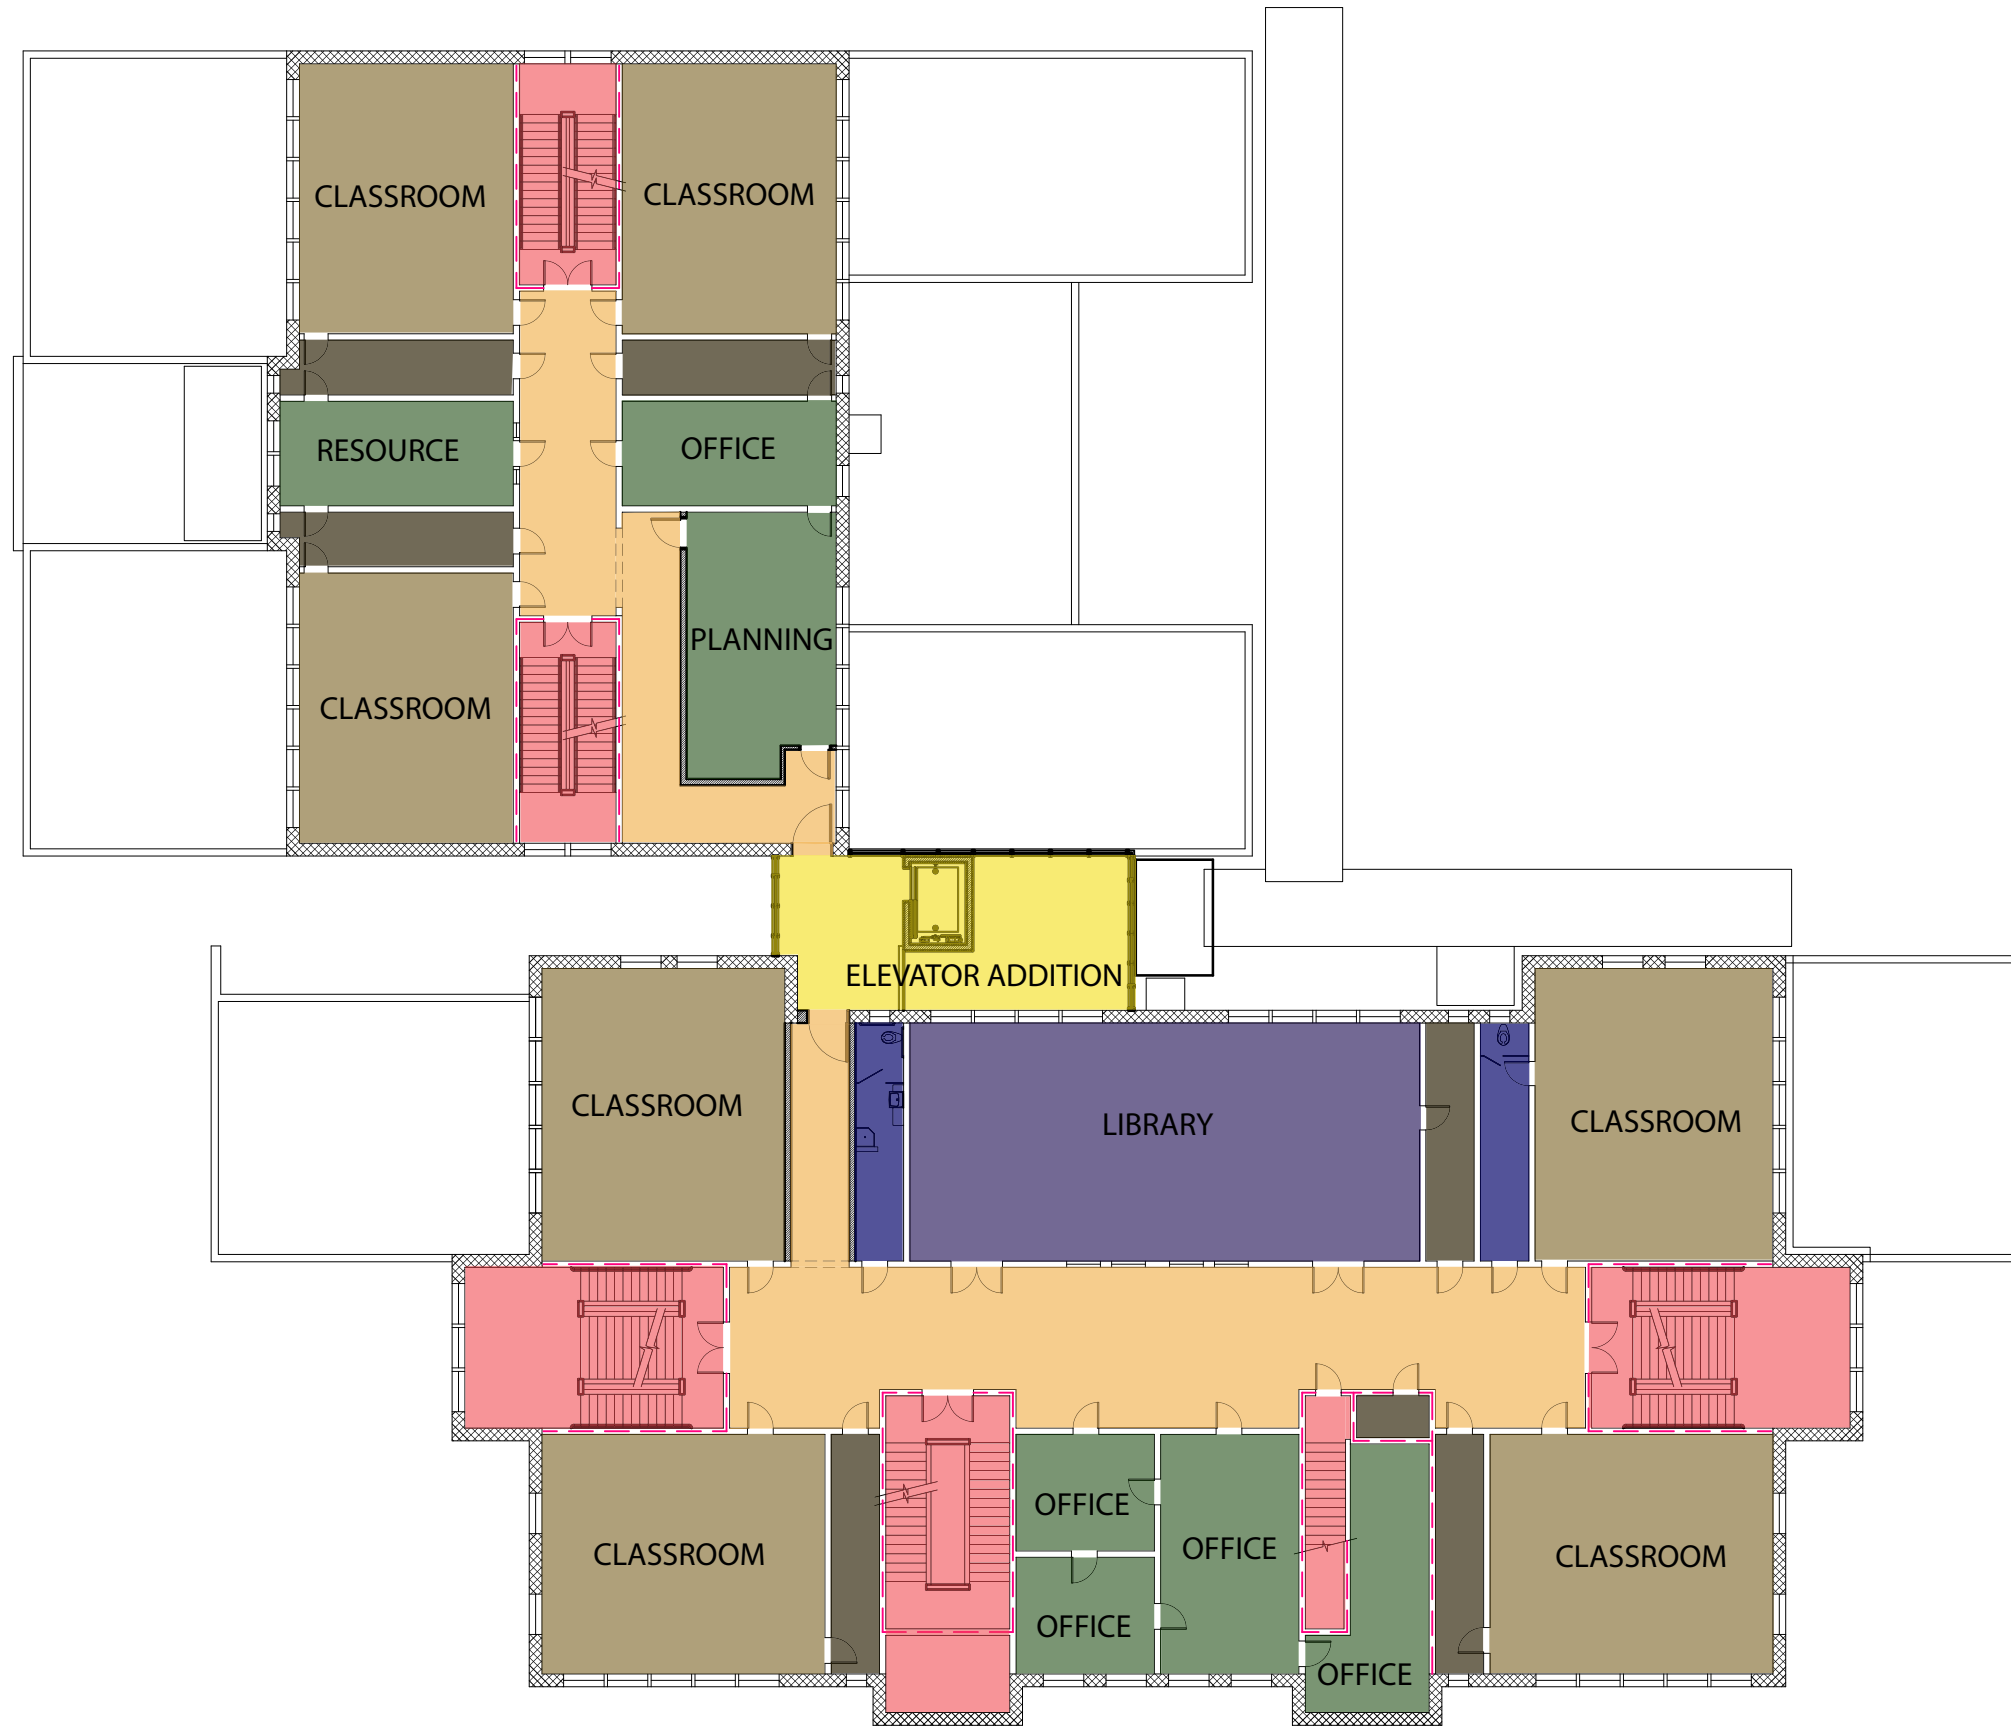 CLASSROOM
CLASSROOM
RESOURCE
OFFICE
PLANNING
CLASSROOM
ELEVATOR ADDITION
CLASSROOM
LIBRARY
CLASSROOM
OFFICE
OFFICE
CLASSROOM
CLASSROOM
OFFICE
OFFICE